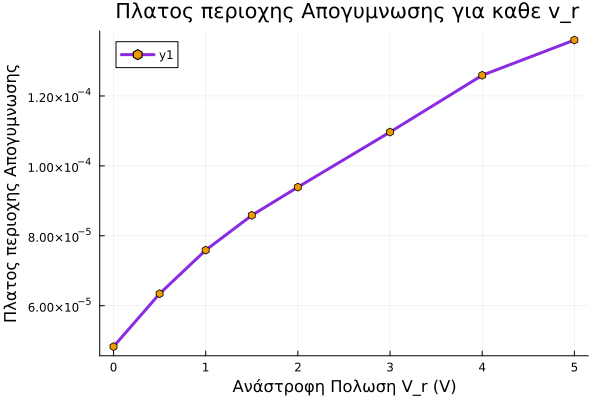 Πλατος περιοχης Απογυμνωσης για καθε v_r
y1
Πλατος περιοχης Απογυμνωσης
1.20×10⁻⁴
1.00×10⁻⁴
8.00×10⁻⁵
6.00×10⁻⁵
0 1 2 3 4 5
Ανάστροφη Πολωση V_r (V)